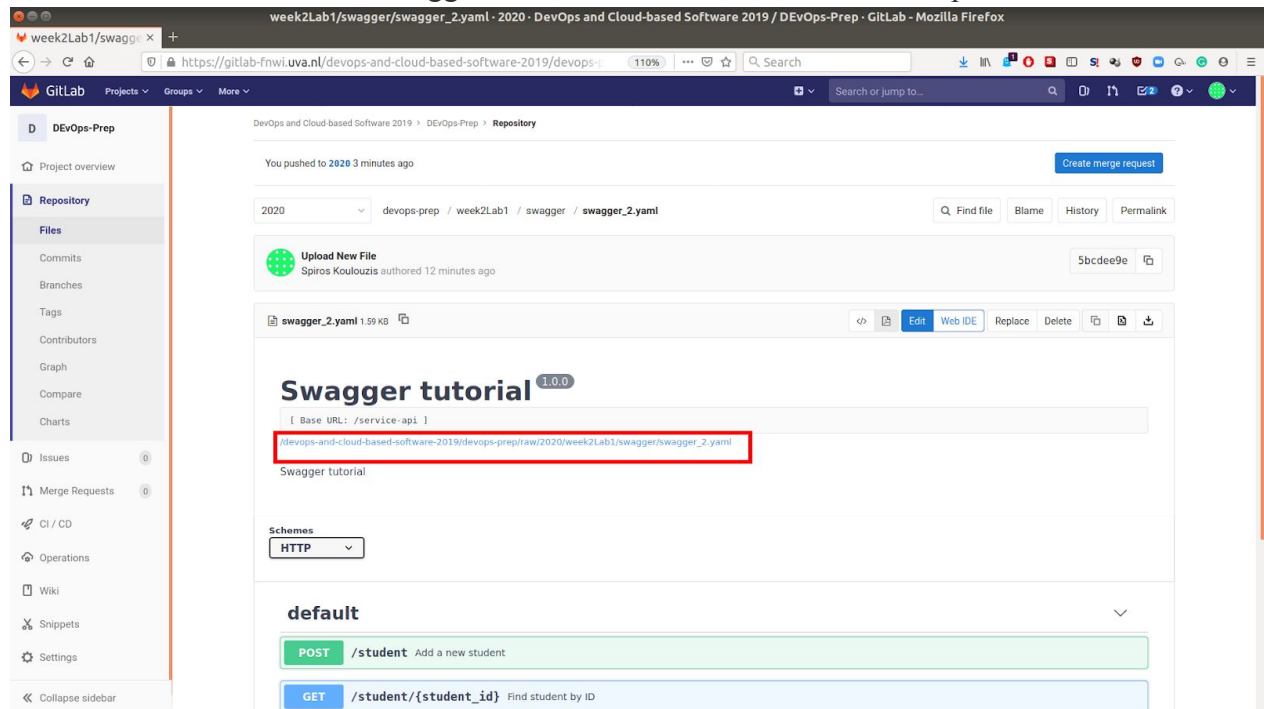 week2Lab1/swagger/swagger_2.yaml · 2020 · DevOps and Cloud-based Software 2019 / DEvOps-Prep · GitLab - Mozilla Firefox
week2Lab1/swagge
https://gitlab-fnwi.uva.nl/devops-and-cloud-based-software-2019/devops-p 110% Search
GitLab Projects Groups More Search or jump to... 2
D DEvOps-Prep
DevOps and Cloud-based Software 2019 > DEvOps-Prep > Repository
Project overview
You pushed to 2020 3 minutes ago Create merge request
Repository
2020 devops-prep / week2Lab1 / swagger / swagger_2.yaml Find file Blame History Permalink
Files
Commits
Branches
Tags
Contributors
Graph
Compare
Charts
Issues 0
Merge Requests 0
CI / CD
Operations
Wiki
Snippets
Settings
Collapse sidebar
Upload New File
Spiros Koulouzis authored 12 minutes ago
5bcdee9e
swagger_2.yaml 1.59 KB Edit Web IDE Replace Delete
Swagger tutorial 1.0.0
[ Base URL: /service-api ]
/devops-and-cloud-based-software-2019/devops-prep/raw/2020/week2Lab1/swagger/swagger_2.yaml
Swagger tutorial
Schemes
HTTP
default
POST /student Add a new student
GET /student/{student_id} Find student by ID